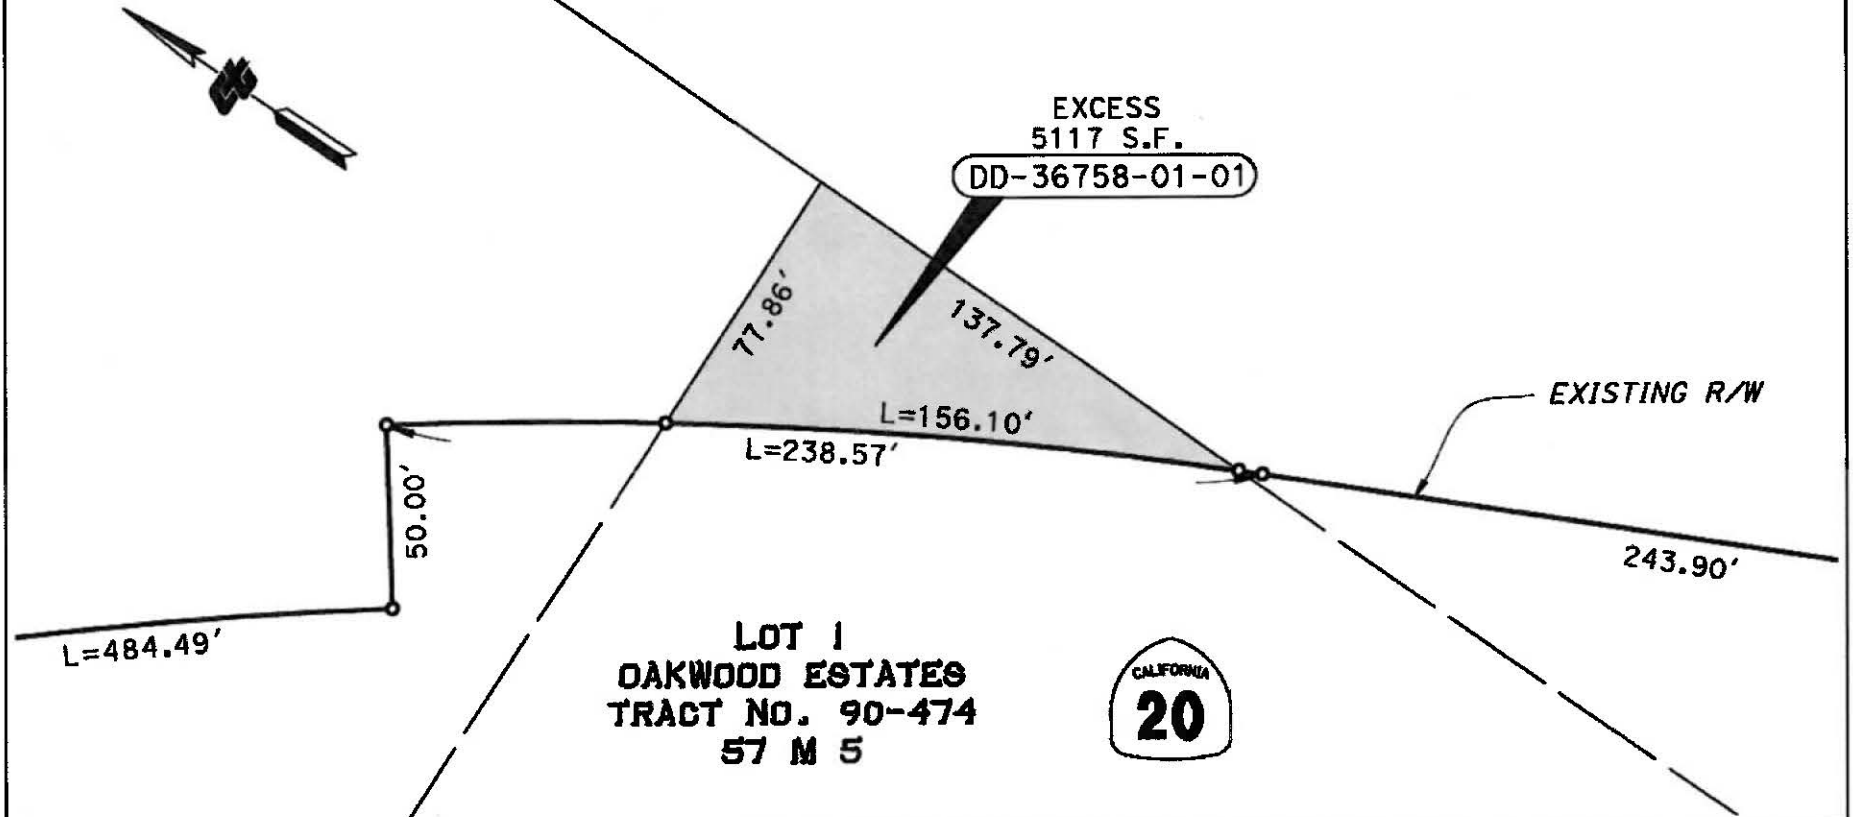 EXCESS
5117 S.F.
DD-36758-01-01
77.86'
137.79'
L=156.10'
L=238.57'
EXISTING R/W
50.00'
243.90'
L=484.49'
LOT 1
OAKWOOD ESTATES
TRACT NO. 90-474
57 M 5
CALIFORNIA
20